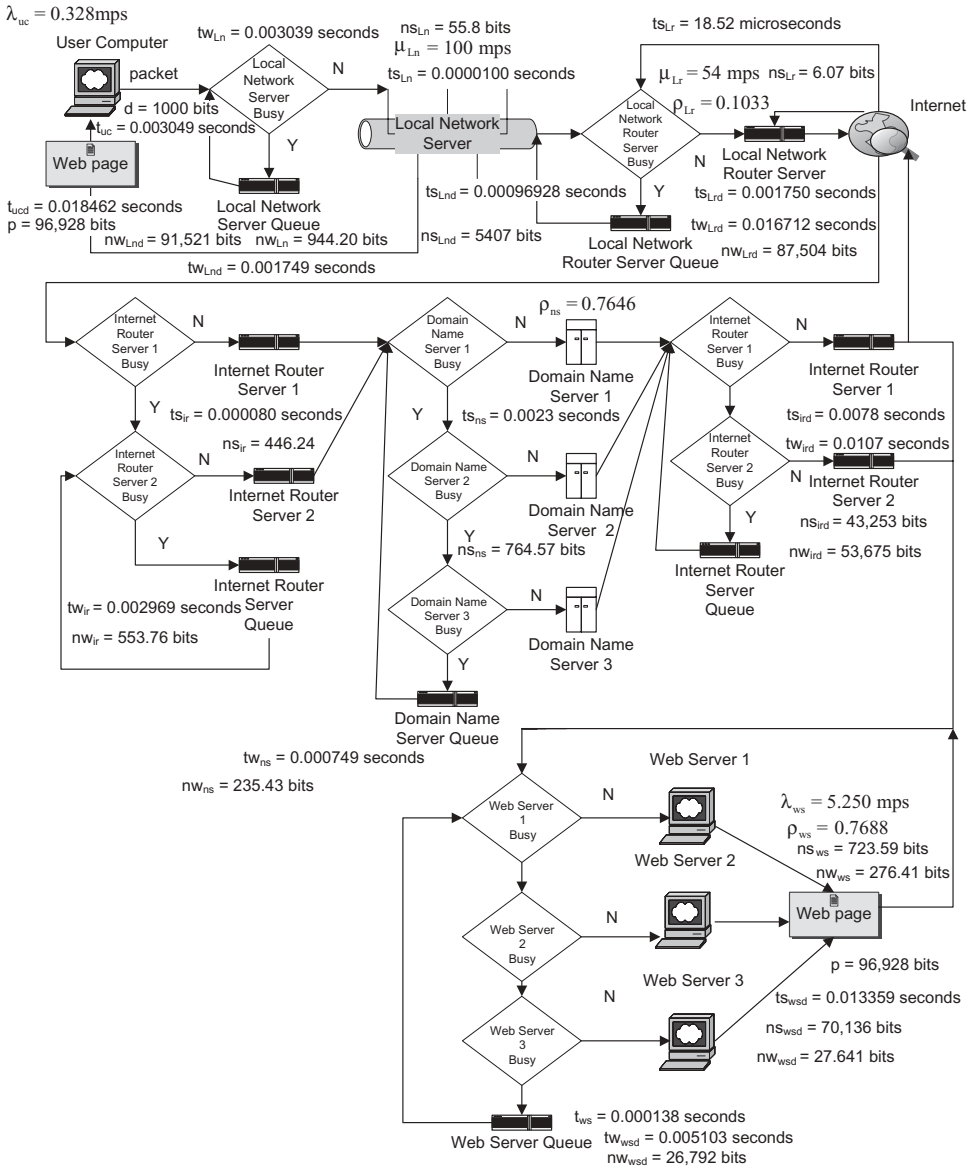 λuc = 0.328mps
User Computer
packet
d = 1000 bits
tuc = 0.003049 seconds
Web page
tucd = 0.018462 seconds
p = 96,928 bits
twLn = 0.003039 seconds
Local
Network
Server
Busy
N
Y
Local Network
Server Queue
nwLnd = 91,521 bits
nwLn = 944.20 bits
twLnd = 0.001749 seconds
nsLn = 55.8 bits
μLn = 100 mps
tsLn = 0.0000100 seconds
Local Network
Server
tsLnd = 0.00096928 seconds
nsLnd = 5407 bits
tsLr = 18.52 microseconds
μLr = 54 mps
nsLr = 6.07 bits
ρLr = 0.1033
Local
Network
Router
Server
Busy
N
Y
Local Network
Router Server
Internet
tsLrd = 0.001750 seconds
twLrd = 0.016712 seconds
Local Network
Router Server Queue
nwLrd = 87,504 bits
Internet
Router
Server 1
Busy
N
Internet Router
Server 1
Y
tsir = 0.000080 seconds
nsir = 446.24
Internet
Router
Server 2
Busy
N
Internet Router
Server 2
Y
Internet Router
Server
Queue
twir = 0.002969 seconds
nwir = 553.76 bits
Domain
Name
Server 1
Busy
N
ρns = 0.7646
Domain Name
Server 1
Y
tsns = 0.0023 seconds
Domain Name
Server 2
Busy
N
Domain Name
Server 2
Y
nsns = 764.57 bits
Domain Name
Server 3
Busy
N
Domain Name
Server 3
Y
Domain Name
Server Queue
twns = 0.000749 seconds
nwns = 235.43 bits
Internet
Router
Server 1
Busy
N
Internet Router
Server 1
Y
tsird = 0.0078 seconds
twird = 0.0107 seconds
Internet
Router
Server 2
Busy
N
Internet Router
Server 2
Y
nsird = 43,253 bits
nwird = 53,675 bits
Internet Router
Server
Queue
Web Server 1
Web Server
1
Busy
N
Web Server 2
λws = 5.250 mps
ρws = 0.7688
nsws = 723.59 bits
nwws = 276.41 bits
Web Server
2
Busy
N
Web page
Web Server 3
p = 96,928 bits
Web Server
3
Busy
N
tswsd = 0.013359 seconds
nswsd = 70,136 bits
nwwsd = 27.641 bits
Web Server Queue
tws = 0.000138 seconds
twwsd = 0.005103 seconds
nwwsd = 26,792 bits